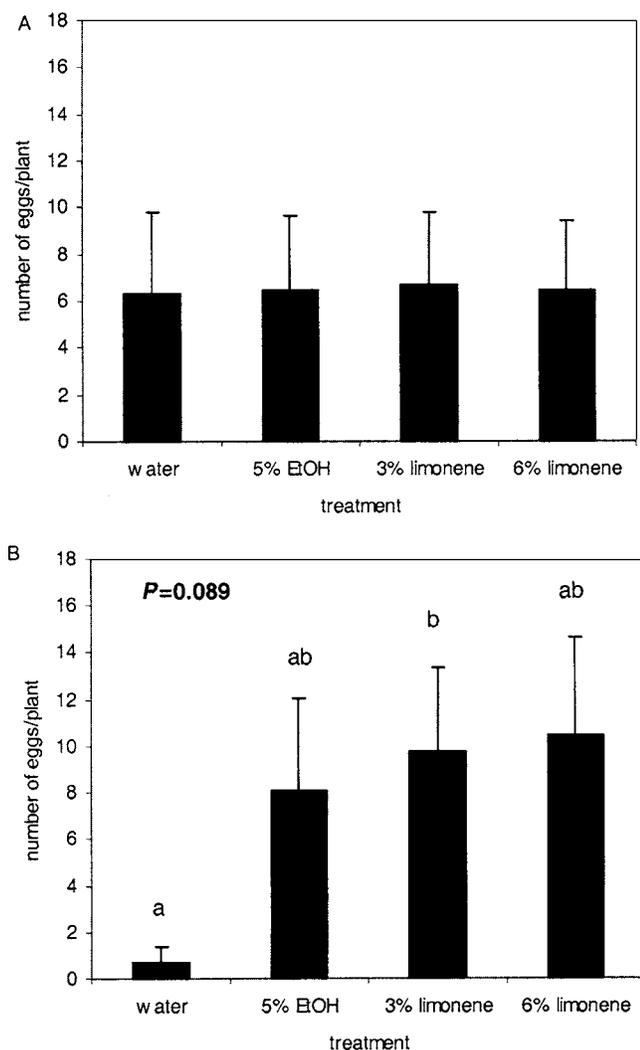 A
18
16
14
12
10
8
6
4
2
0
number of eggs/plant
water 5% EtOH 3% limonene 6% limonene
treatment
B
18
16
14
12
10
8
6
4
2
0
number of eggs/plant
P=0.089
a ab b ab
water 5% EtOH 3% limonene 6% limonene
treatment